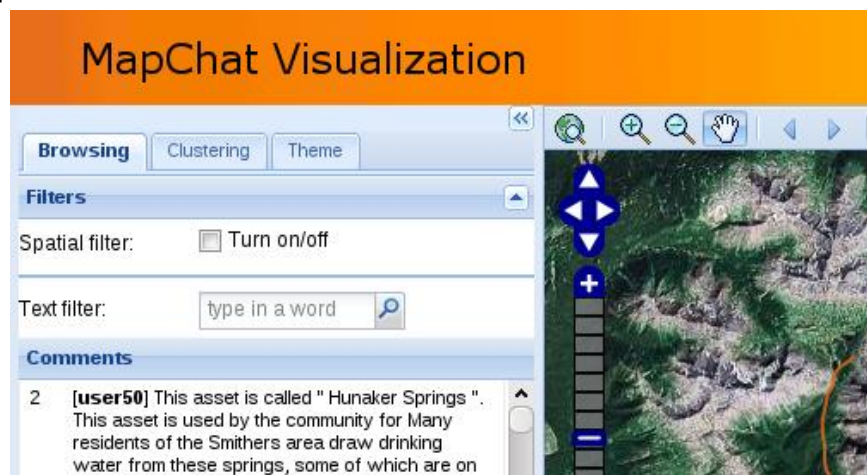 MapChat Visualization
Browsing Clustering Theme
Filters
Spatial filter: Turn on/off
Text filter: type in a word
Comments
2 [user50] This asset is called " Hunaker Springs ".
This asset is used by the community for Many
residents of the Smithers area draw drinking
water from these springs, some of which are on